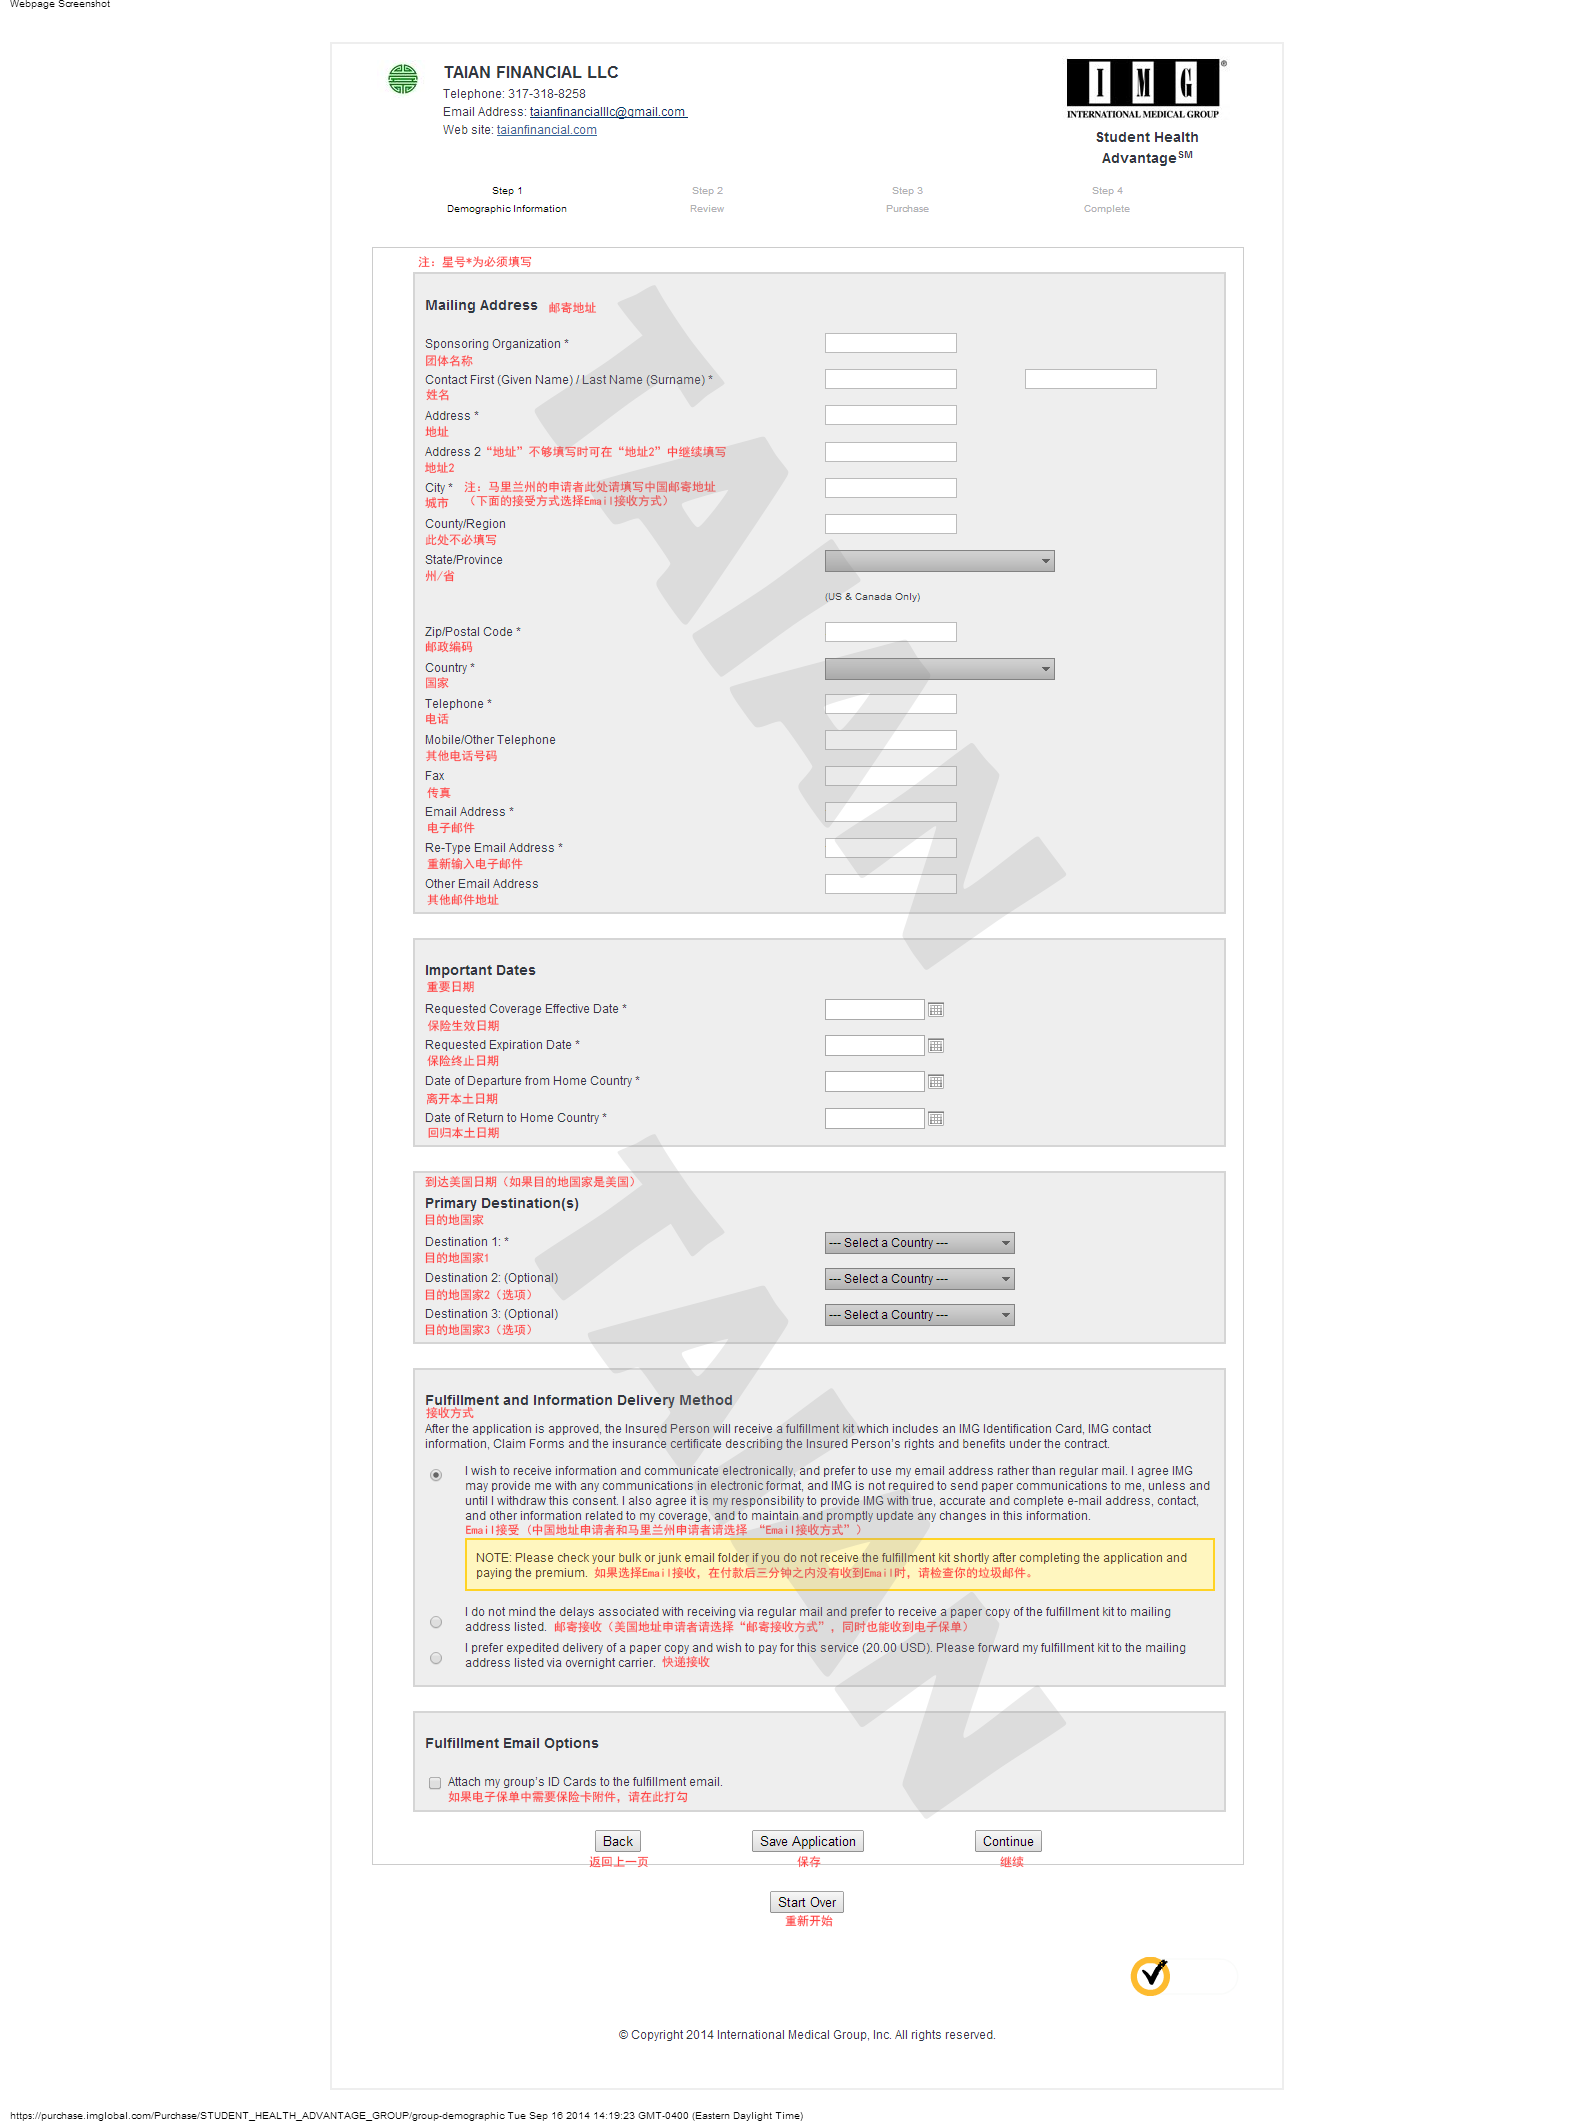 Webpage Screenshot
TAIAN FINANCIAL LLC
Telephone: 317-318-8258
Email Address: taianfinancialllc@gmail.com
Web site: taianfinancial.com
IMG®
INTERNATIONAL MEDICAL GROUP
Student Health
Advantage℠
Step 1 Step 2 Step 3 Step 4
Demographic Information Review Purchase Complete
注：星号*为必须填写
Mailing Address 邮寄地址
Sponsoring Organization *
团体名称
Contact First (Given Name) / Last Name (Surname) *
姓名
Address *
地址
Address 2 “地址”不够填写时可在“地址2”中继续填写
地址2
City * 注：马里兰州的申请者此处请填写中国邮寄地址
城市 （下面的接受方式选择Email接收方式）
County/Region
此处不必填写
State/Province
州/省
(US & Canada Only)
Zip/Postal Code *
邮政编码
Country *
国家
Telephone *
电话
Mobile/Other Telephone
其他电话号码
Fax
传真
Email Address *
电子邮件
Re-Type Email Address *
重新输入电子邮件
Other Email Address
其他邮件地址
TAIAN
Important Dates
重要日期
Requested Coverage Effective Date *
保险生效日期
Requested Expiration Date *
保险终止日期
Date of Departure from Home Country *
离开本土日期
Date of Return to Home Country *
回归本土日期
到达美国日期（如果目的地国家是美国）
Primary Destination(s)
目的地国家
Destination 1: * --- Select a Country ---
目的地国家1
Destination 2: (Optional) --- Select a Country ---
目的地国家2（选项）
Destination 3: (Optional) --- Select a Country ---
目的地国家3（选项）
TAIAN
Fulfillment and Information Delivery Method
接收方式
After the application is approved, the Insured Person will receive a fulfillment kit which includes an IMG Identification Card, IMG contact
information, Claim Forms and the insurance certificate describing the Insured Person's rights and benefits under the contract.
I wish to receive information and communicate electronically, and prefer to use my email address rather than regular mail. I agree IMG
may provide me with any communications in electronic format, and IMG is not required to send paper communications to me, unless and
until I withdraw this consent. I also agree it is my responsibility to provide IMG with true, accurate and complete e-mail address, contact,
and other information related to my coverage, and to maintain and promptly update any changes in this information.
Email接受（中国地址申请者和马里兰州申请者请选择 “Email接收方式”）
NOTE: Please check your bulk or junk email folder if you do not receive the fulfillment kit shortly after completing the application and
paying the premium. 如果选择Email接收，在付款后三分钟之内没有收到Email时，请检查你的垃圾邮件。
I do not mind the delays associated with receiving via regular mail and prefer to receive a paper copy of the fulfillment kit to mailing
address listed. 邮寄接收（美国地址申请者请选择“邮寄接收方式”，同时也能收到电子保单）
I prefer expedited delivery of a paper copy and wish to pay for this service (20.00 USD). Please forward my fulfillment kit to the mailing
address listed via overnight carrier. 快递接收
Fulfillment Email Options
Attach my group's ID Cards to the fulfillment email.
如果电子保单中需要保险卡附件，请在此打勾
Back Save Application Continue
返回上一页 保存 继续
Start Over
重新开始
© Copyright 2014 International Medical Group, Inc. All rights reserved.
https://purchase.imglobal.com/Purchase/STUDENT_HEALTH_ADVANTAGE_GROUP/group-demographic Tue Sep 16 2014 14:19:23 GMT-0400 (Eastern Daylight Time)